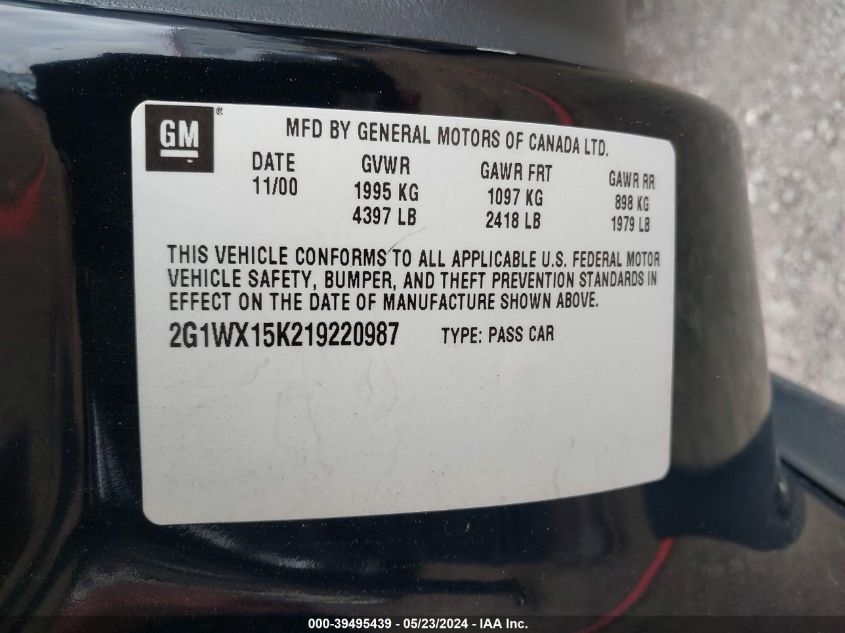 GM®
MFD BY GENERAL MOTORS OF CANADA LTD.
DATE GVWR GAWR FRT GAWR RR
11/00 1995 KG 1097 KG 898 KG
4397 LB 2418 LB 1979 LB
THIS VEHICLE CONFORMS TO ALL APPLICABLE U.S. FEDERAL MOTOR
VEHICLE SAFETY, BUMPER, AND THEFT PREVENTION STANDARDS IN
EFFECT ON THE DATE OF MANUFACTURE SHOWN ABOVE.
2G1WX15K219220987 TYPE: PASS CAR
000-39495439 - 05/23/2024 - IAA Inc.